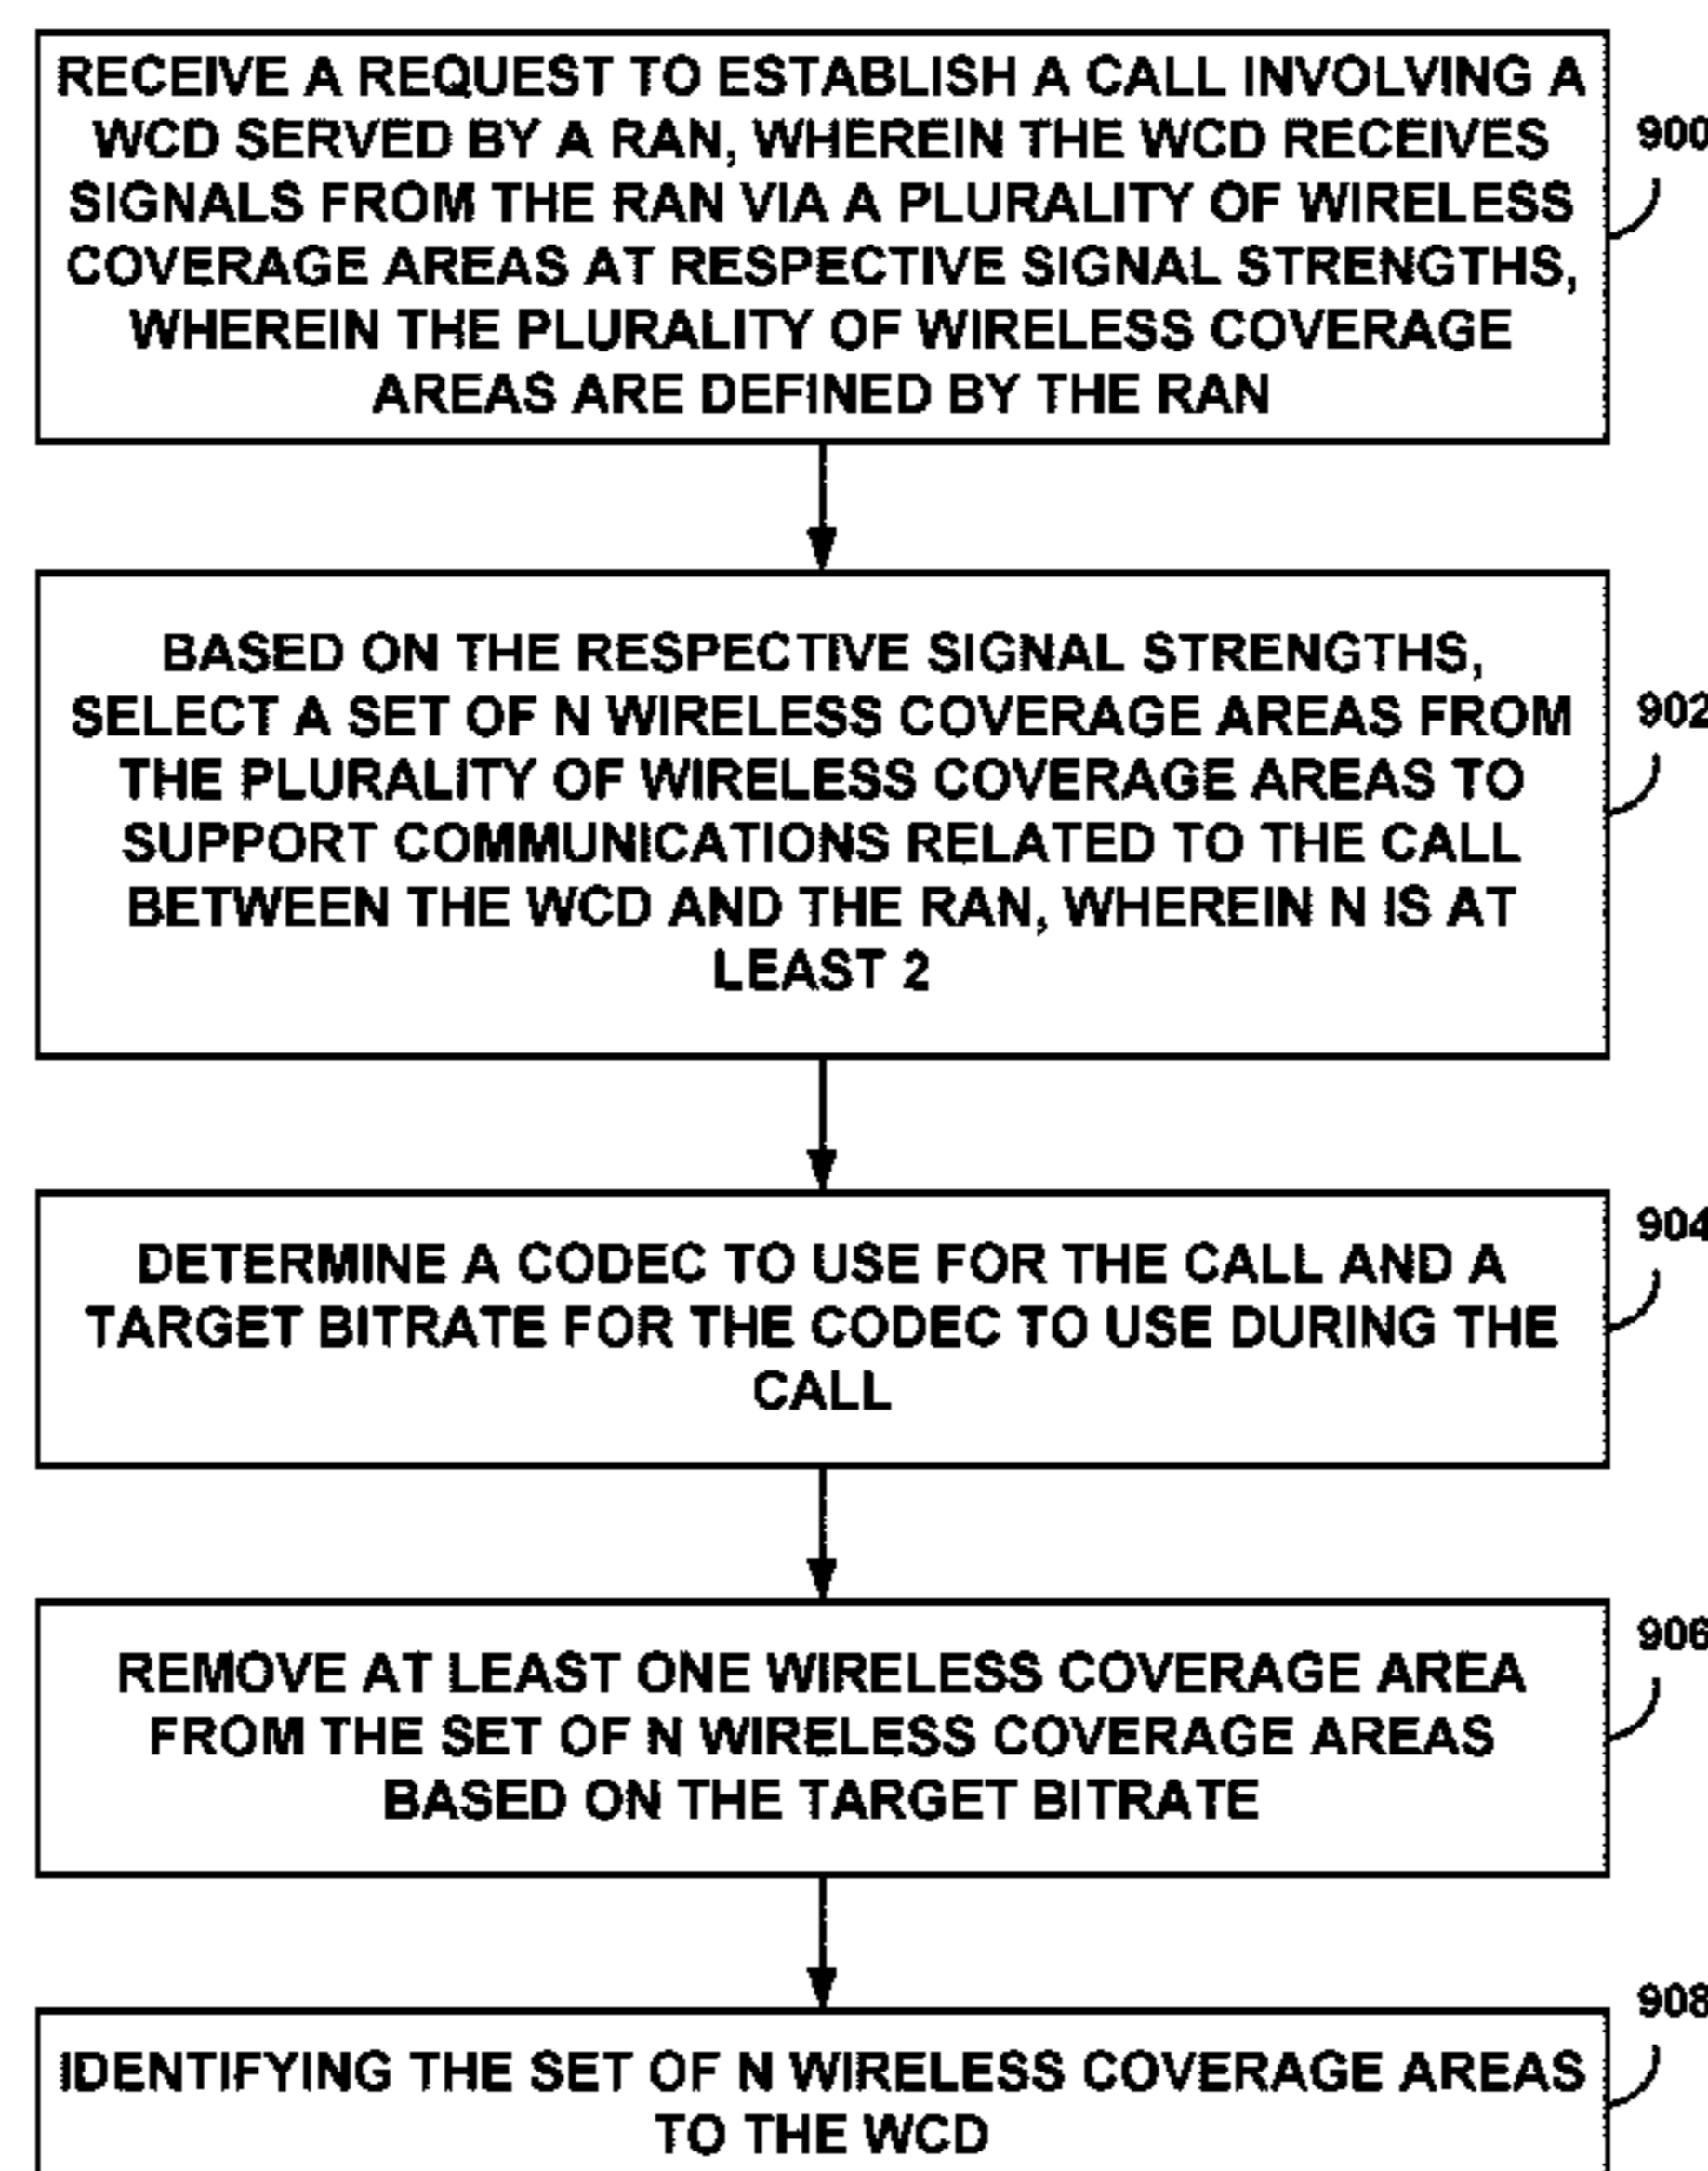 RECEIVE A REQUEST TO ESTABLISH A CALL INVOLVING A
WCD SERVED BY A RAN, WHEREIN THE WCD RECEIVES
SIGNALS FROM THE RAN VIA A PLURALITY OF WIRELESS
COVERAGE AREAS AT RESPECTIVE SIGNAL STRENGTHS,
WHEREIN THE PLURALITY OF WIRELESS COVERAGE
AREAS ARE DEFINED BY THE RAN
900
BASED ON THE RESPECTIVE SIGNAL STRENGTHS,
SELECT A SET OF N WIRELESS COVERAGE AREAS FROM
THE PLURALITY OF WIRELESS COVERAGE AREAS TO
SUPPORT COMMUNICATIONS RELATED TO THE CALL
BETWEEN THE WCD AND THE RAN, WHEREIN N IS AT
LEAST 2
902
DETERMINE A CODEC TO USE FOR THE CALL AND A
TARGET BITRATE FOR THE CODEC TO USE DURING THE
CALL
904
REMOVE AT LEAST ONE WIRELESS COVERAGE AREA
FROM THE SET OF N WIRELESS COVERAGE AREAS
BASED ON THE TARGET BITRATE
906
IDENTIFYING THE SET OF N WIRELESS COVERAGE AREAS
TO THE WCD
908